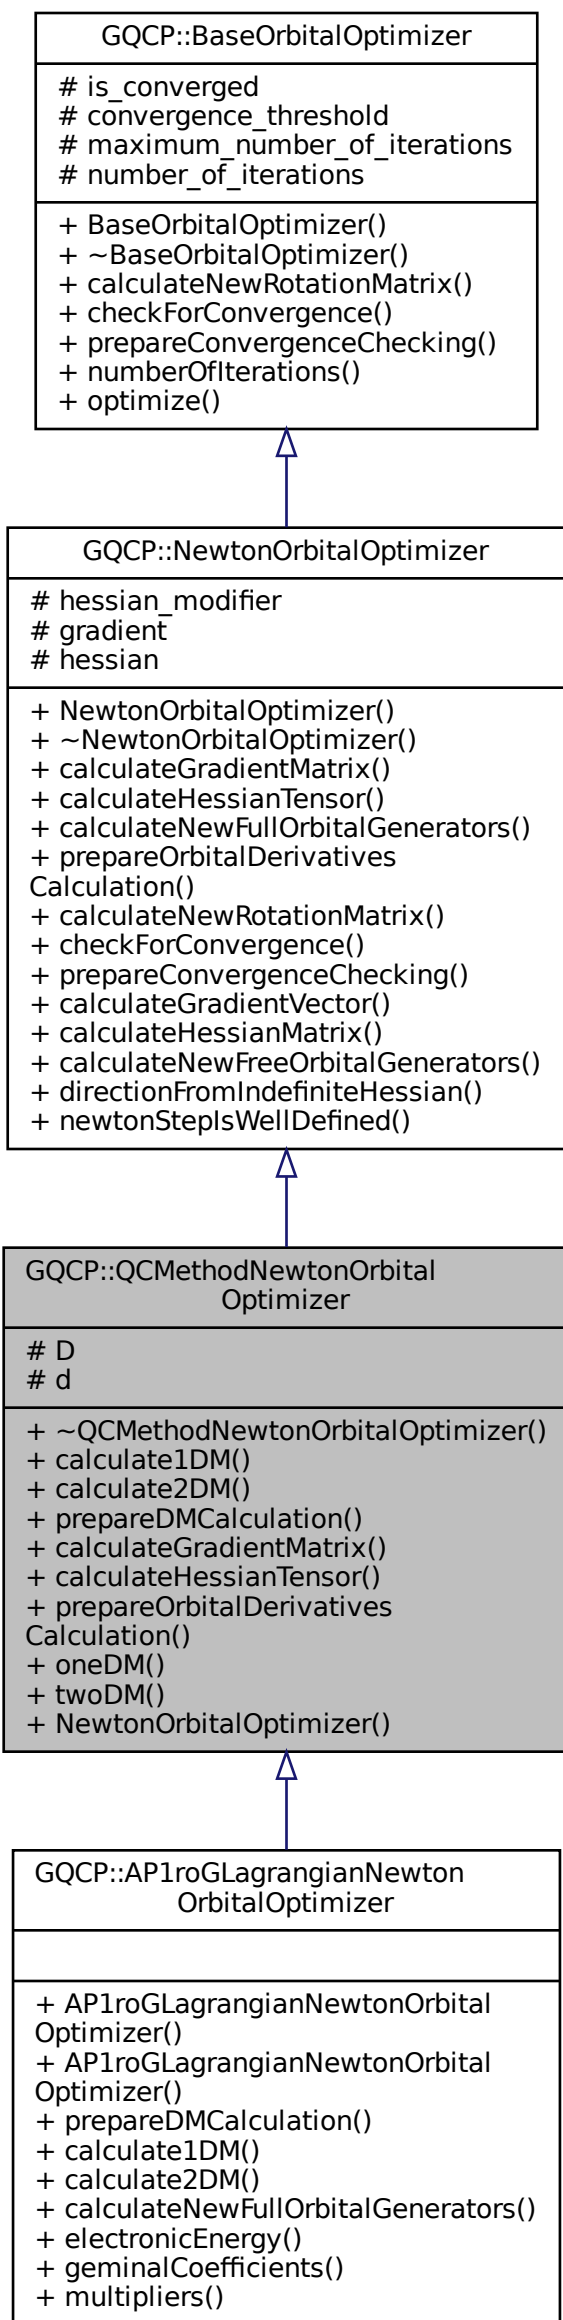 GQCP::BaseOrbitalOptimizer
# is_converged
# convergence_threshold
# maximum_number_of_iterations
# number_of_iterations
+ BaseOrbitalOptimizer()
+ ~BaseOrbitalOptimizer()
+ calculateNewRotationMatrix()
+ checkForConvergence()
+ prepareConvergenceChecking()
+ numberOfIterations()
+ optimize()
GQCP::NewtonOrbitalOptimizer
# hessian_modifier
# gradient
# hessian
+ NewtonOrbitalOptimizer()
+ ~NewtonOrbitalOptimizer()
+ calculateGradientMatrix()
+ calculateHessianTensor()
+ calculateNewFullOrbitalGenerators()
+ prepareOrbitalDerivatives
Calculation()
+ calculateNewRotationMatrix()
+ checkForConvergence()
+ prepareConvergenceChecking()
+ calculateGradientVector()
+ calculateHessianMatrix()
+ calculateNewFreeOrbitalGenerators()
+ directionFromIndefiniteHessian()
+ newtonStepIsWellDefined()
GQCP::QCMethodNewtonOrbital
Optimizer
# D
# d
+ ~QCMethodNewtonOrbitalOptimizer()
+ calculate1DM()
+ calculate2DM()
+ prepareDMCalculation()
+ calculateGradientMatrix()
+ calculateHessianTensor()
+ prepareOrbitalDerivatives
Calculation()
+ oneDM()
+ twoDM()
+ NewtonOrbitalOptimizer()
GQCP::AP1roGLagrangianNewton
OrbitalOptimizer
+ AP1roGLagrangianNewtonOrbital
Optimizer()
+ AP1roGLagrangianNewtonOrbital
Optimizer()
+ prepareDMCalculation()
+ calculate1DM()
+ calculate2DM()
+ calculateNewFullOrbitalGenerators()
+ electronicEnergy()
+ geminalCoefficients()
+ multipliers()